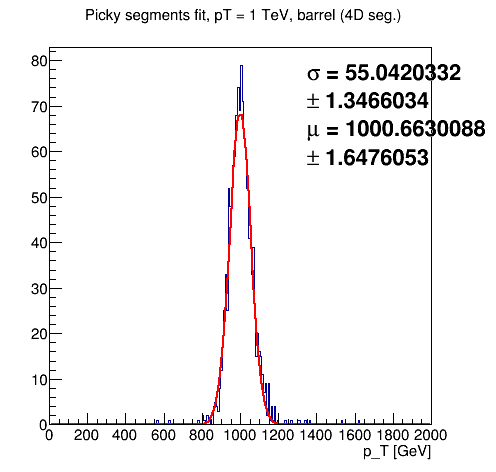 Picky segments fit, pT = 1 TeV, barrel (4D seg.)
σ = 55.0420332
± 1.3466034
μ = 1000.6630088
± 1.6476053
80
70
60
50
40
30
20
10
0
0 200 400 600 800 1000 1200 1400 1600 1800 2000
p_T [GeV]